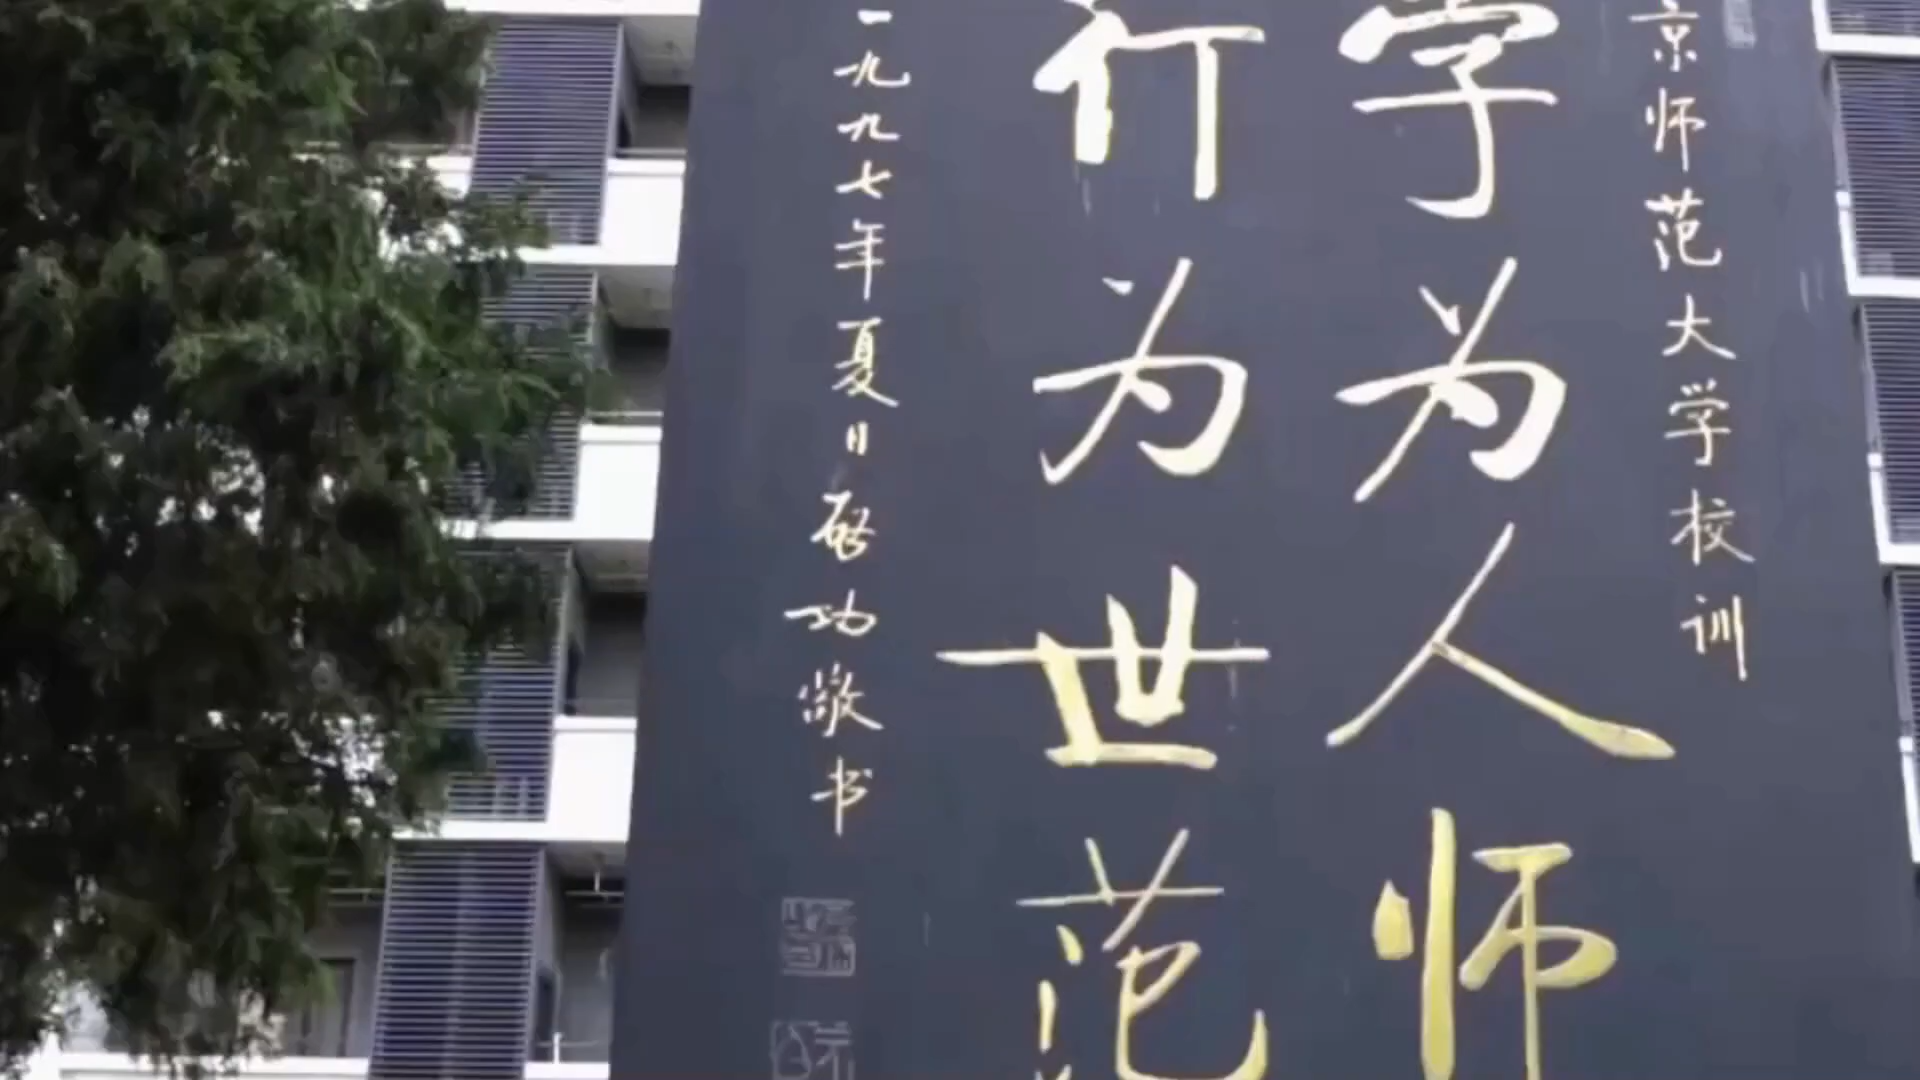 京师范大学校训
学为人师
行为世范
一九九七年夏日启功敬书